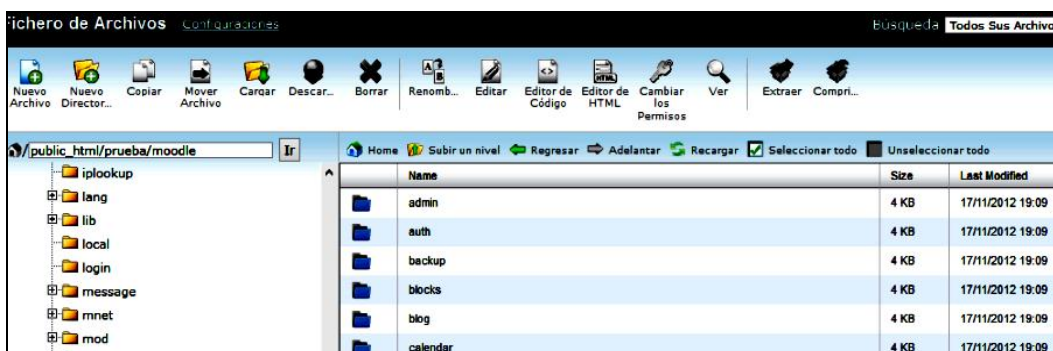 Fichero de Archivos Configuraciones Búsqueda Todos Sus Archivo
Nuevo Archivo
Nuevo Director...
Copiar
Mover Archivo
Cargar
Descar...
Borrar
Renomb...
Editar
Editor de Código
Editor de HTML
Cambiar los Permisos
Ver
Extraer
Compri...
/ public_html/prueba/moodle Ir
Home Subir un nivel Regresar Adelantar Recargar Seleccionar todo Unseleccionar todo
iplookup
lang
lib
local
login
message
mnet
mod
Name Size Last Modified
admin 4 KB 17/11/2012 19:09
auth 4 KB 17/11/2012 19:09
backup 4 KB 17/11/2012 19:09
blocks 4 KB 17/11/2012 19:09
blog 4 KB 17/11/2012 19:09
calendar 4 KB 17/11/2012 19:09